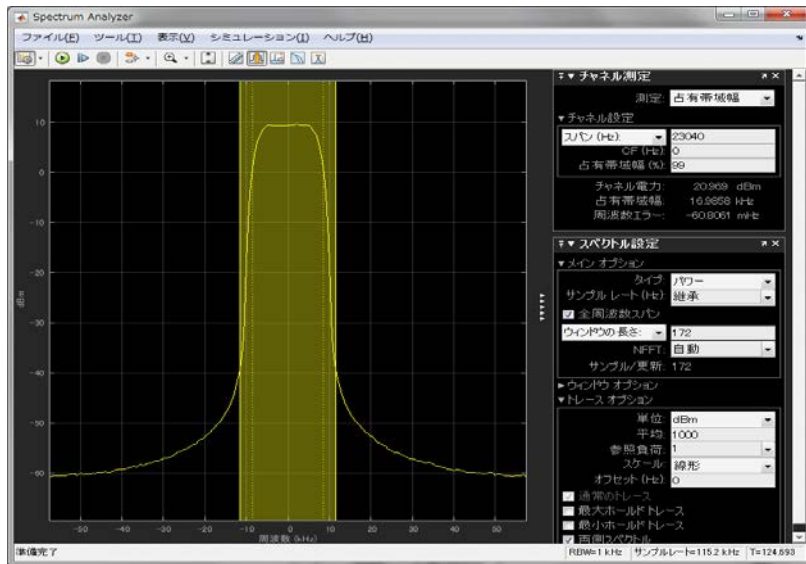 Spectrum Analyzer
ファイル(F) ツール(T) 表示(V) シミュレーション(I) ヘルプ(H)
10
0
-10
-20
-30
-40
-50
-60
dBm
-50 -40 -30 -20 -10 0 10 20 30 40 50
周波数 (kHz)
チャネル測定
測定: 占有帯域幅
チャネル設定
スパン (Hz): 23040
CF (Hz): 0
占有帯域幅 (%): 99
チャネル電力: 20.969 dBm
占有帯域幅: 16.9858 kHz
周波数エラー: -60.8061 mHz
スペクトル設定
メイン オプション
タイプ: パワー
サンプル レート (Hz): 継承
全周波数スパン
ウィンドウの長さ: 172
NFFT: 自動
サンプル/更新: 172
ウィンドウ オプション
トレース オプション
単位: dBm
平均: 1000
参照負荷: 1
スケール: 線形
オフセット (Hz): 0
通常のトレース
最大ホールドトレース
最小ホールドトレース
両側スペクトル
準備完了
RBW=1 kHz サンプルレート=115.2 kHz T=124.693